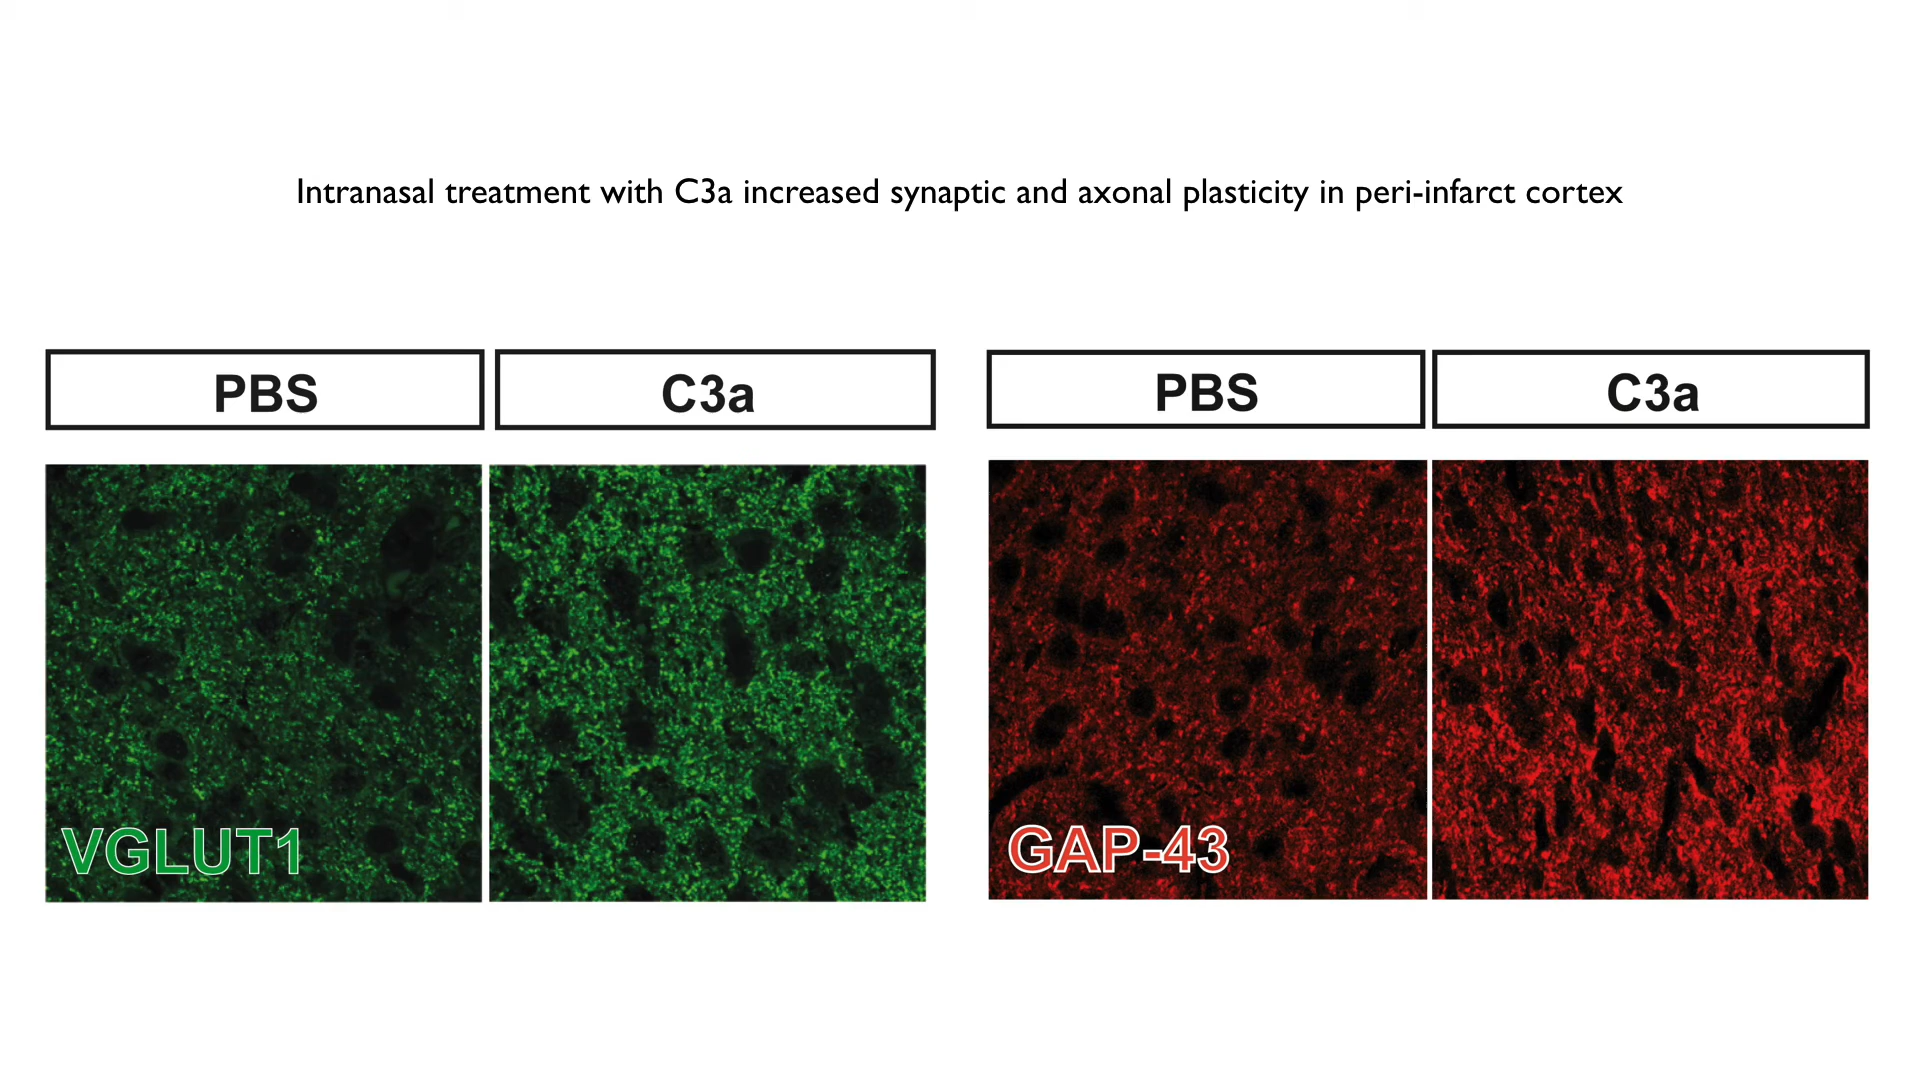 Intranasal treatment with C3a increased synaptic and axonal plasticity in peri-infarct cortex
PBS
C3a
PBS
C3a
VGLUT1
GAP-43